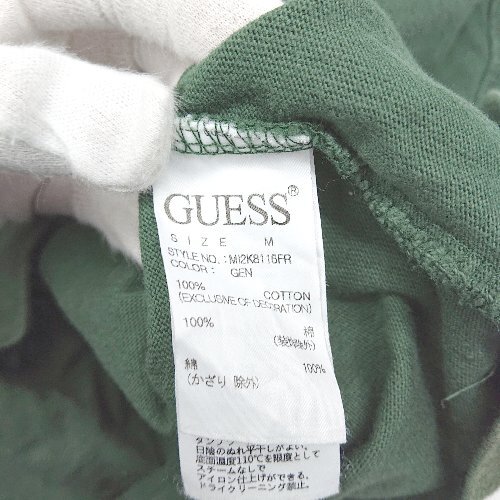 GUESS®
SIZE M
STYLE NO. : MI2K8116FR
COLOR : GEN
100% COTTON
(EXCLUSIVE OF DECORATION)
100% 棉
(装饰除外)
綿 100%
(かざり 除外)
日陰のぬれ平干しがよい。
底面温度110℃を限度として
スチームなしで
アイロン仕上げができる。
ドライクリーニング禁止。